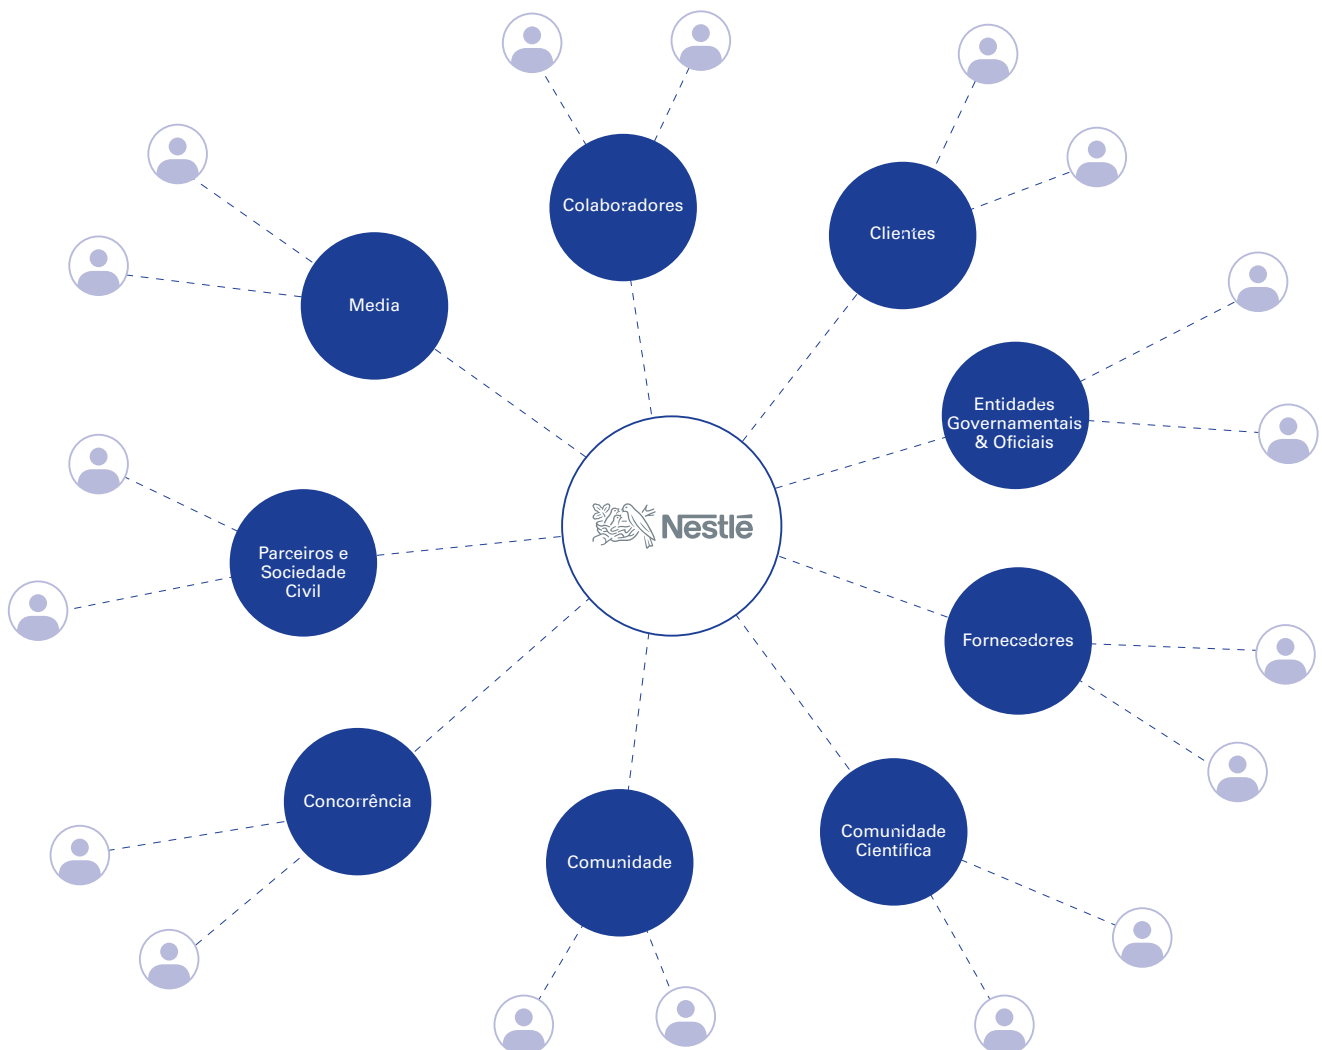 Colaboradores
Clientes
Media
Entidades
Governamentais
& Oficiais
Nestlé
Parceiros e
Sociedade
Civil
Fornecedores
Concorrência
Comunidade
Comunidade
Científica